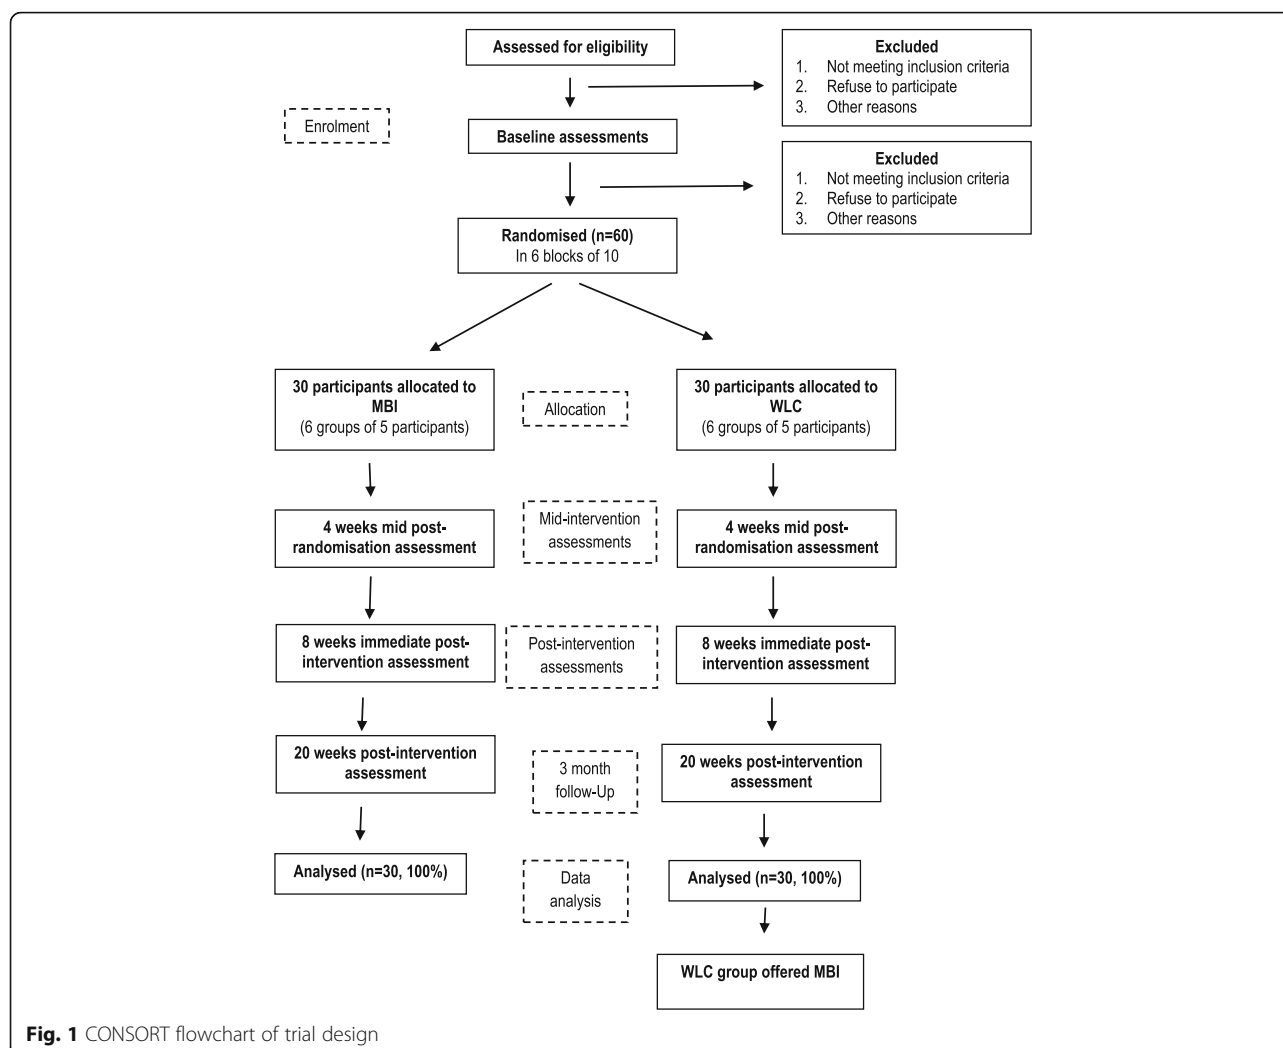 Assessed for eligibility
Excluded
1. Not meeting inclusion criteria
2. Refuse to participate
3. Other reasons
Enrolment
Baseline assessments
Excluded
1. Not meeting inclusion criteria
2. Refuse to participate
3. Other reasons
Randomised (n=60)
In 6 blocks of 10
30 participants allocated to
MBI
(6 groups of 5 participants)
Allocation
30 participants allocated to
WLC
(6 groups of 5 participants)
4 weeks mid post-
randomisation assessment
Mid-intervention
assessments
4 weeks mid post-
randomisation assessment
8 weeks immediate post-
intervention assessment
Post-intervention
assessments
8 weeks immediate post-
intervention assessment
20 weeks post-intervention
assessment
3 month
follow-Up
20 weeks post-intervention
assessment
Analysed (n=30, 100%)
Data
analysis
Analysed (n=30, 100%)
WLC group offered MBI
Fig. 1 CONSORT flowchart of trial design